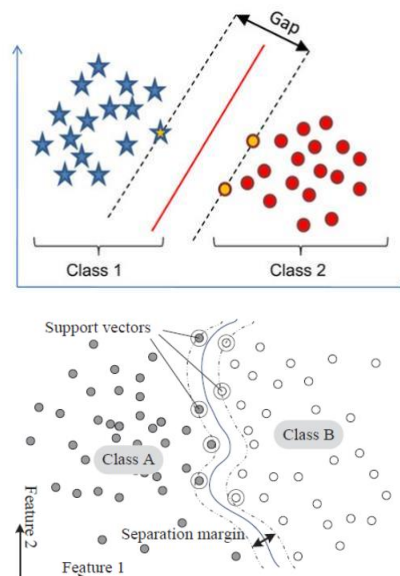 Gap
Class 1
Class 2
Support vectors
Class A
Class B
Separation margin
Feature 2
Feature 1